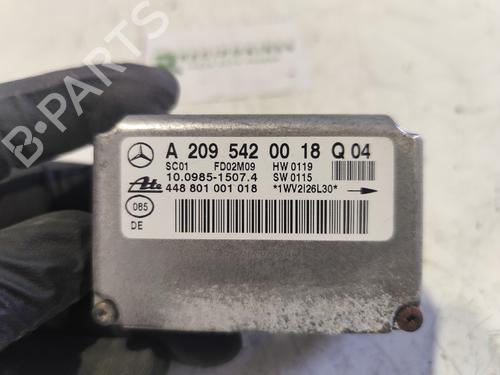 B-PARTS
A 209 542 00 18 Q 04
SC01 FD02M09 HW 0119
10.0985-1507.4 SW 0115
Ate 448 801 001 018 *1WV2I26L30*
085
DE